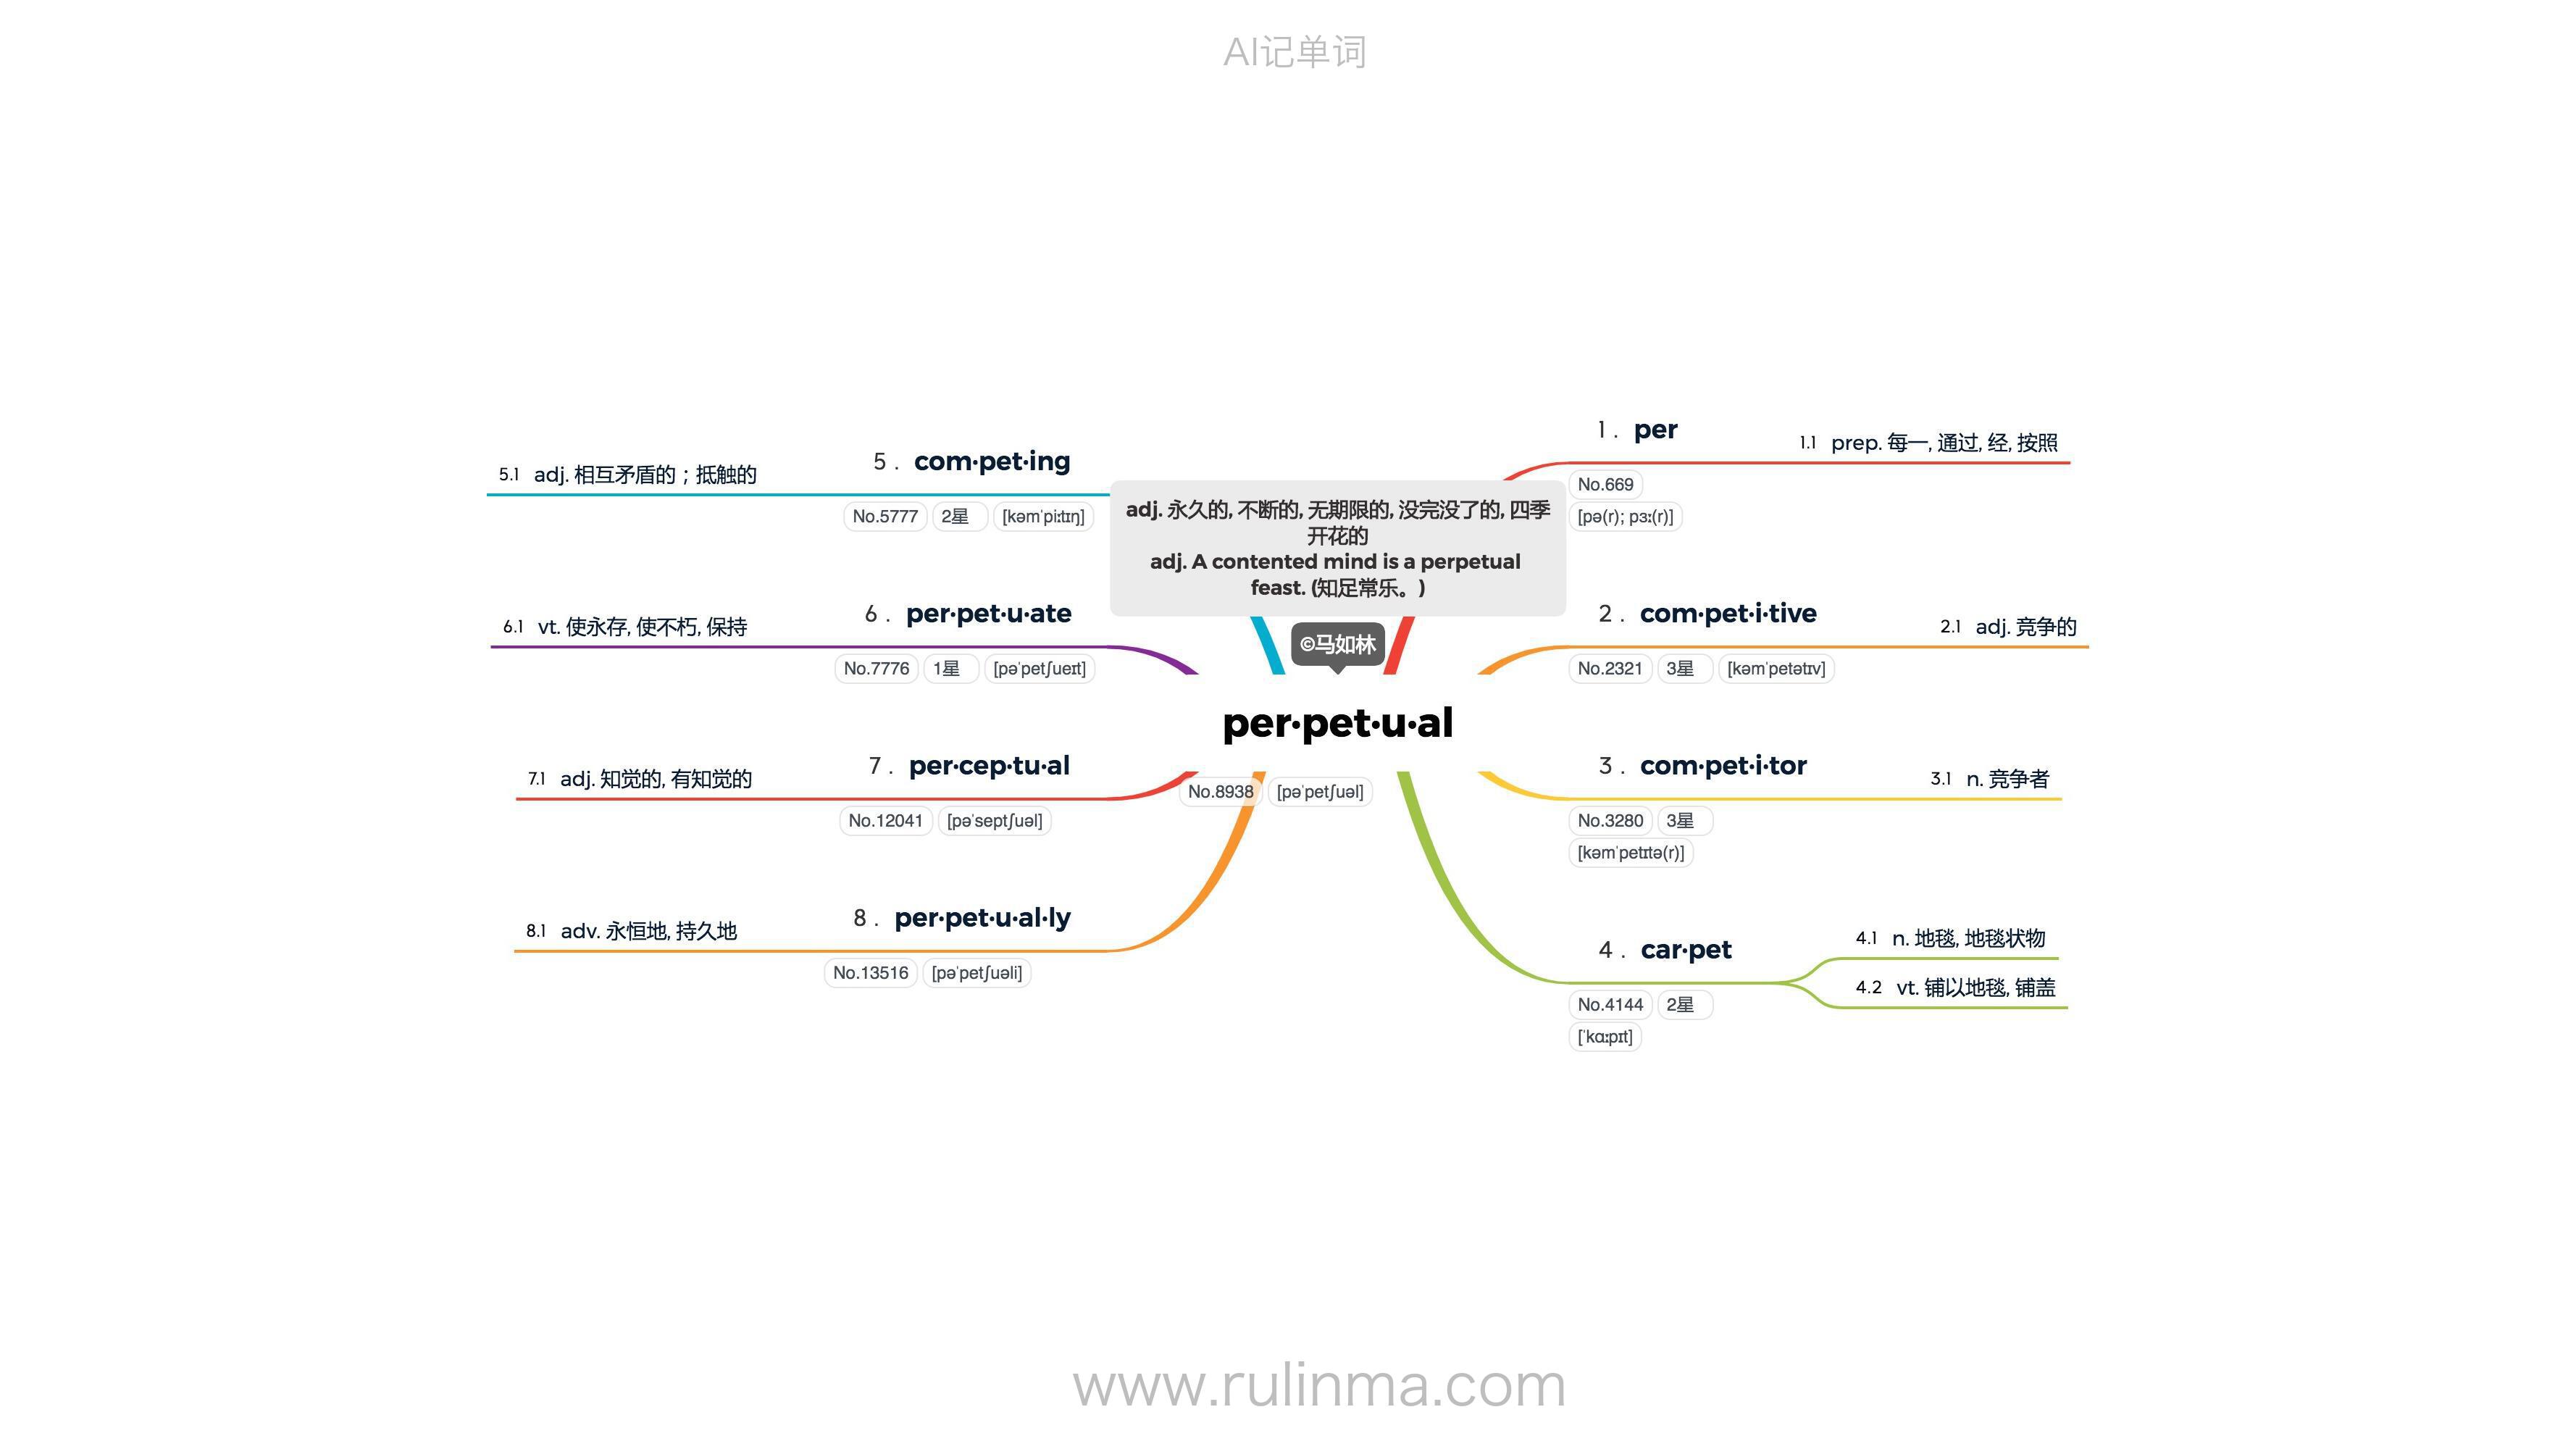 AI记单词
adj. 永久的, 不断的, 无期限的, 没完没了的, 四季
开花的
adj. A contented mind is a perpetual
feast. (知足常乐。)
©马如林
per·pet·u·al
No.8938 [pəˈpetʃuəl]
1 . per
1.1 prep. 每一, 通过, 经, 按照
No.669
[pə(r); pɜː(r)]
2 . com·pet·i·tive
2.1 adj. 竞争的
No.2321 3星 [kəmˈpetətɪv]
3 . com·pet·i·tor
3.1 n. 竞争者
No.3280 3星
[kəmˈpetɪtə(r)]
4 . car·pet
4.1 n. 地毯, 地毯状物
4.2 vt. 铺以地毯, 铺盖
No.4144 2星
[ˈkɑːpɪt]
5 . com·pet·ing
5.1 adj. 相互矛盾的；抵触的
No.5777 2星 [kəmˈpiːtɪŋ]
6 . per·pet·u·ate
6.1 vt. 使永存, 使不朽, 保持
No.7776 1星 [pəˈpetʃueɪt]
7 . per·cep·tu·al
7.1 adj. 知觉的, 有知觉的
No.12041 [pəˈseptʃuəl]
8 . per·pet·u·al·ly
8.1 adv. 永恒地, 持久地
No.13516 [pəˈpetʃuəli]
www.rulinma.com